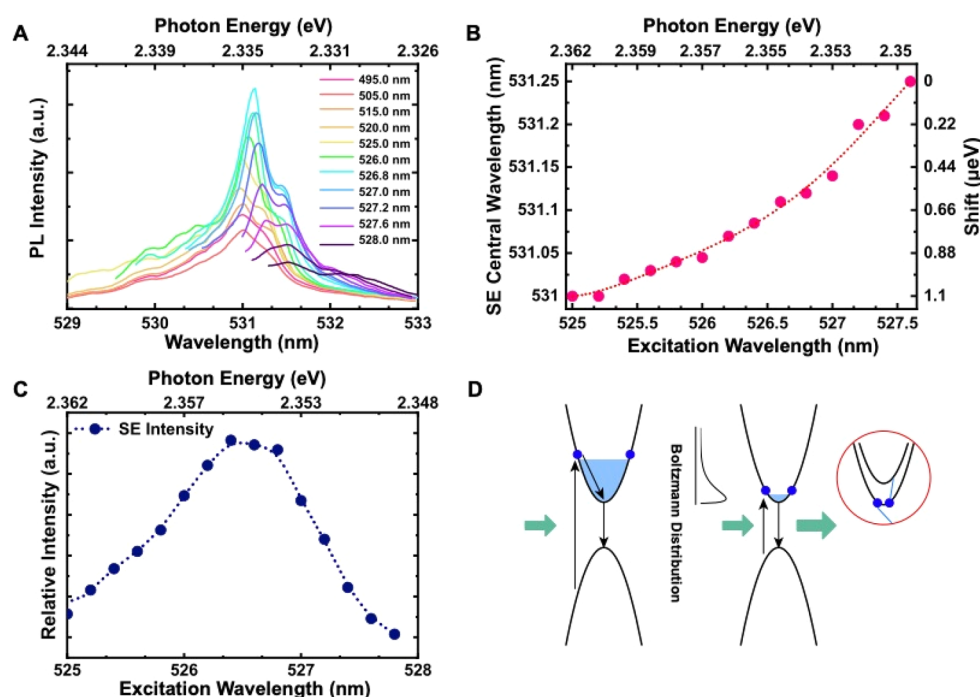 A
Photon Energy (eV)
2.344 2.339 2.335 2.331 2.326
PL Intensity (a.u.)
495.0 nm
505.0 nm
515.0 nm
520.0 nm
525.0 nm
526.0 nm
526.8 nm
527.0 nm
527.2 nm
527.6 nm
528.0 nm
529 530 531 532 533
Wavelength (nm)
B
Photon Energy (eV)
2.362 2.359 2.357 2.355 2.353 2.35
SE Central Wavelength (nm)
531.25
531.2
531.15
531.1
531.05
531
0
0.22
0.44
0.66
0.88
1.1
Shift (μeV)
525 525.5 526 526.5 527 527.5
Excitation Wavelength (nm)
C
Photon Energy (eV)
2.362 2.357 2.353 2.348
Relative Intensity (a.u.)
SE Intensity
525 526 527 528
Excitation Wavelength (nm)
D
Boltzmann Distribution